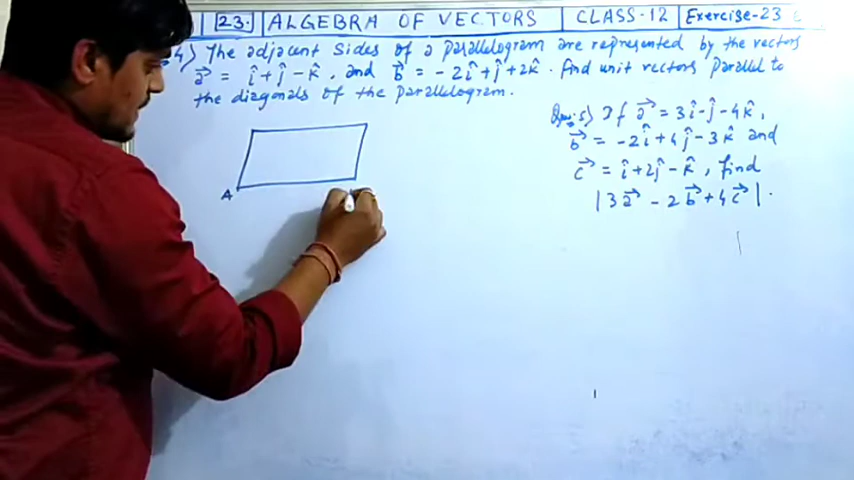 23. ALGEBRA OF VECTORS CLASS-12 Exercise-23
4) The adjacent sides of a parallelogram are represented by the vectors
a⃗ = î+ĵ-k̂, and b⃗ = -2î+ĵ+2k̂. find unit vectors parallel to
the diagonals of the parallelogram.
A
5) If a⃗ = 3î-ĵ-4k̂,
b⃗ = -2î+4ĵ-3k̂ and
c⃗ = î+2ĵ-k̂, find
|3a⃗ - 2b⃗+4c⃗|.